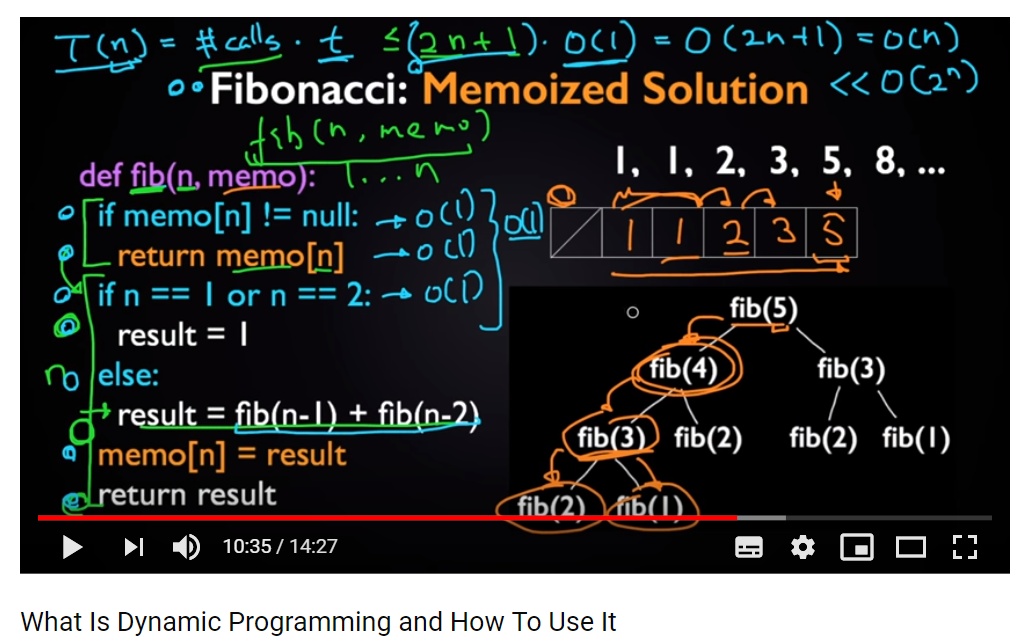 T(n) = # calls · t ≤ (2n+1) · O(1) = O(2n+1) = O(n)
Fibonacci: Memoized Solution << O(2ⁿ)
fib(n, memo)
1, 1, 2, 3, 5, 8, ...
def fib(n, memo): 1...n
if memo[n] != null: → O(1) O(1)
return memo[n] → O(1)
1 1 2 3 5
if n == 1 or n == 2: → O(1)
result = 1
else:
result = fib(n-1) + fib(n-2)
memo[n] = result
return result
fib(5)
fib(4) fib(3)
fib(3) fib(2) fib(2) fib(1)
fib(2) fib(1)
10:35 / 14:27
What Is Dynamic Programming and How To Use It